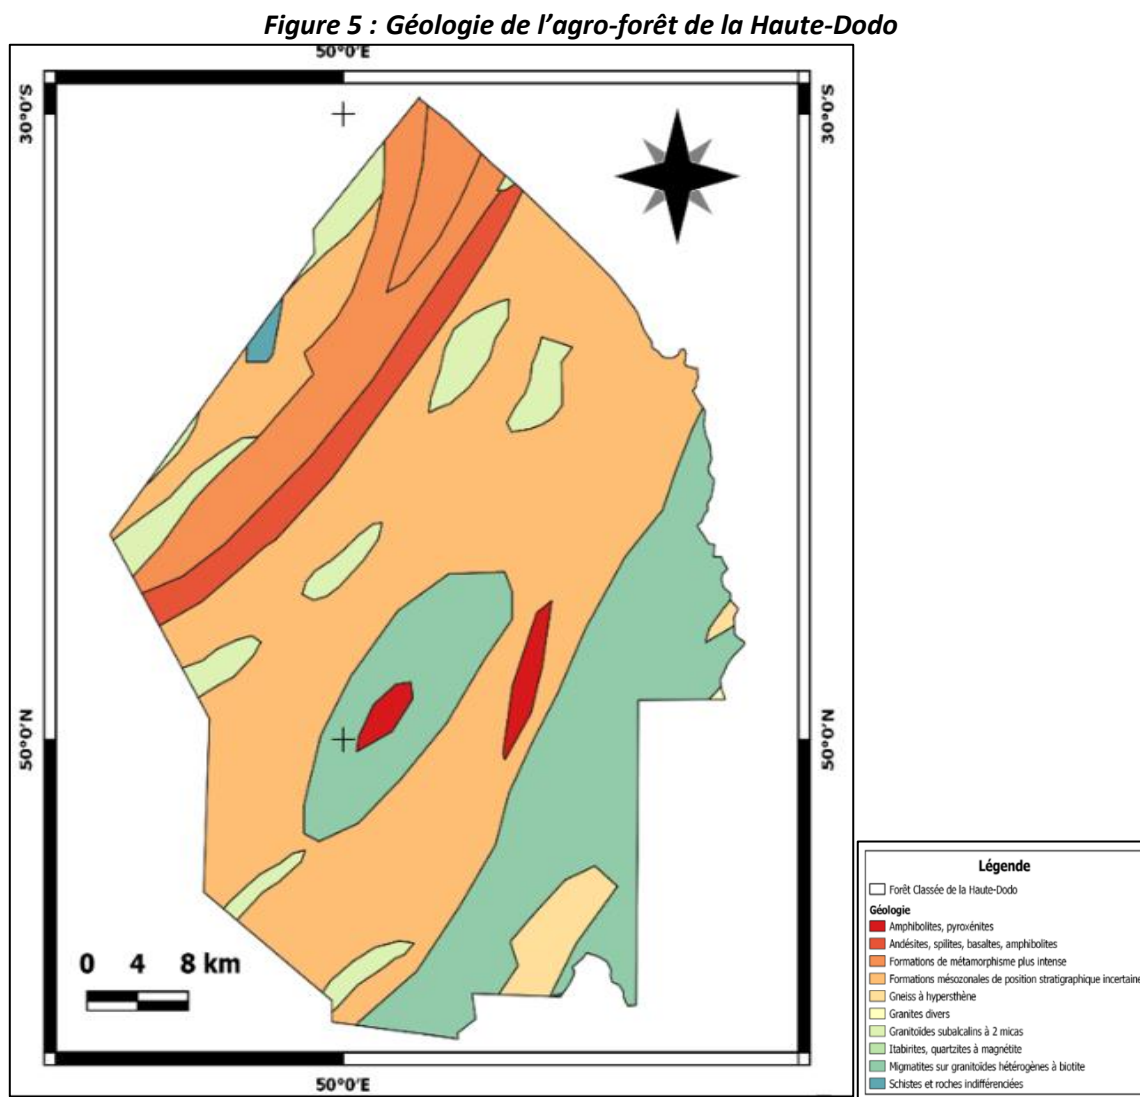 Figure 5 : Géologie de l’agro-forêt de la Haute-Dodo
50°0'E
30°0'S
30°0'S
50°0'N
50°0'N
0 4 8 km
50°0'E
Légende
Forêt Classée de la Haute-Dodo
Géologie
Amphibolites, pyroxénites
Andésites, spilites, basaltes, amphibolites
Formations de métamorphisme plus intense
Formations mésozonales de position stratigraphique incertaine
Gneiss à hypersthène
Granites divers
Granitoïdes subalcalins à 2 micas
Itabirites, quartzites à magnétite
Migmatites sur granitoïdes hétérogènes à biotite
Schistes et roches indifférenciées